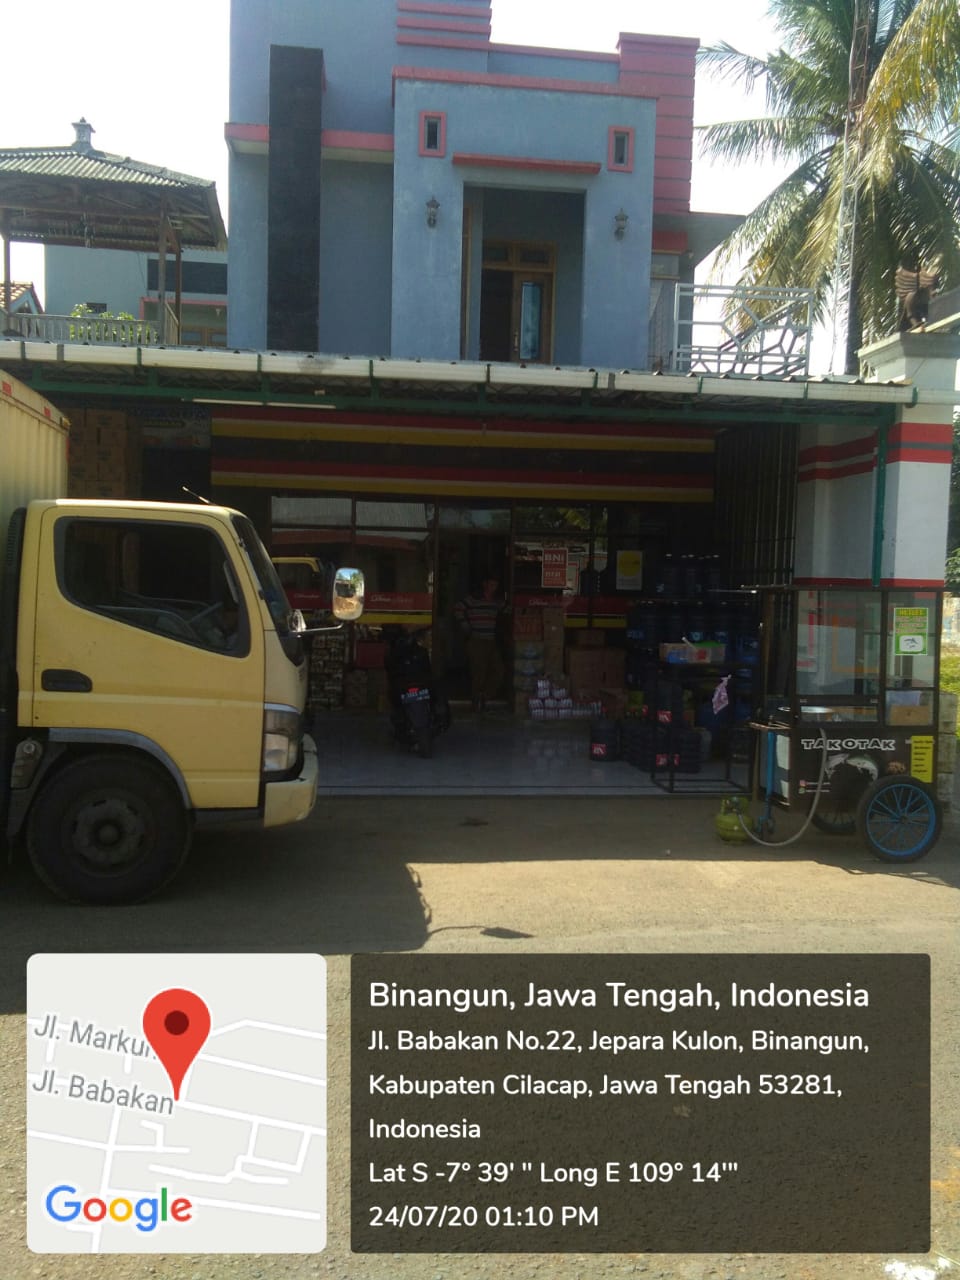 BNI
TAKOTAK
Jl. Markun
Jl. Babakan
Google
Binangun, Jawa Tengah, Indonesia
Jl. Babakan No.22, Jepara Kulon, Binangun,
Kabupaten Cilacap, Jawa Tengah 53281,
Indonesia
Lat S -7° 39' '' Long E 109° 14'''
24/07/20 01:10 PM